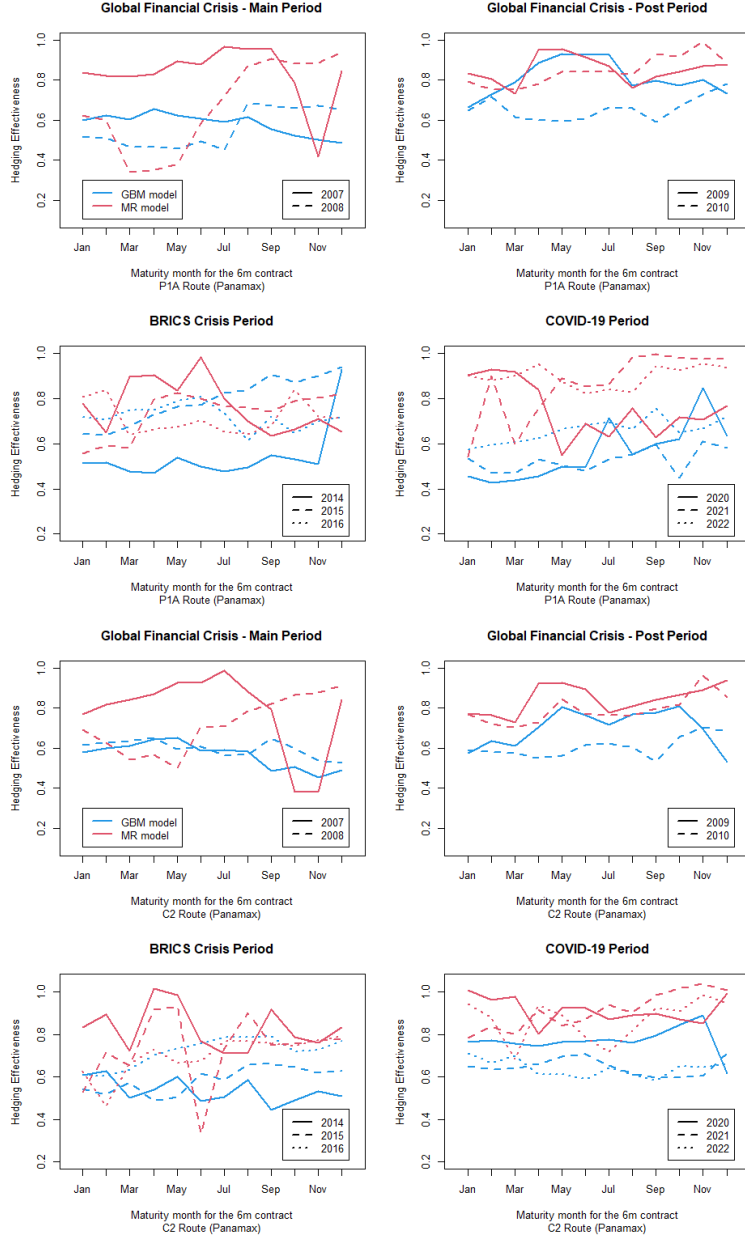 Global Financial Crisis - Main Period
Hedging Effectiveness
1.0
0.8
0.6
0.4
0.2
GBM model
MR model
2007
2008
Jan Mar May Jul Sep Nov
Maturity month for the 6m contract
P1A Route (Panamax)
Global Financial Crisis - Post Period
Hedging Effectiveness
1.0
0.8
0.6
0.4
0.2
2009
2010
Jan Mar May Jul Sep Nov
Maturity month for the 6m contract
P1A Route (Panamax)
BRICS Crisis Period
Hedging Effectiveness
1.0
0.8
0.6
0.4
0.2
2014
2015
2016
Jan Mar May Jul Sep Nov
Maturity month for the 6m contract
P1A Route (Panamax)
COVID-19 Period
Hedging Effectiveness
1.0
0.8
0.6
0.4
0.2
2020
2021
2022
Jan Mar May Jul Sep Nov
Maturity month for the 6m contract
P1A Route (Panamax)
Global Financial Crisis - Main Period
Hedging Effectiveness
1.0
0.8
0.6
0.4
0.2
GBM model
MR model
2007
2008
Jan Mar May Jul Sep Nov
Maturity month for the 6m contract
C2 Route (Panamax)
Global Financial Crisis - Post Period
Hedging Effectiveness
1.0
0.8
0.6
0.4
0.2
2009
2010
Jan Mar May Jul Sep Nov
Maturity month for the 6m contract
C2 Route (Panamax)
BRICS Crisis Period
Hedging Effectiveness
1.0
0.8
0.6
0.4
0.2
2014
2015
2016
Jan Mar May Jul Sep Nov
Maturity month for the 6m contract
C2 Route (Panamax)
COVID-19 Period
Hedging Effectiveness
1.0
0.8
0.6
0.4
0.2
2020
2021
2022
Jan Mar May Jul Sep Nov
Maturity month for the 6m contract
C2 Route (Panamax)